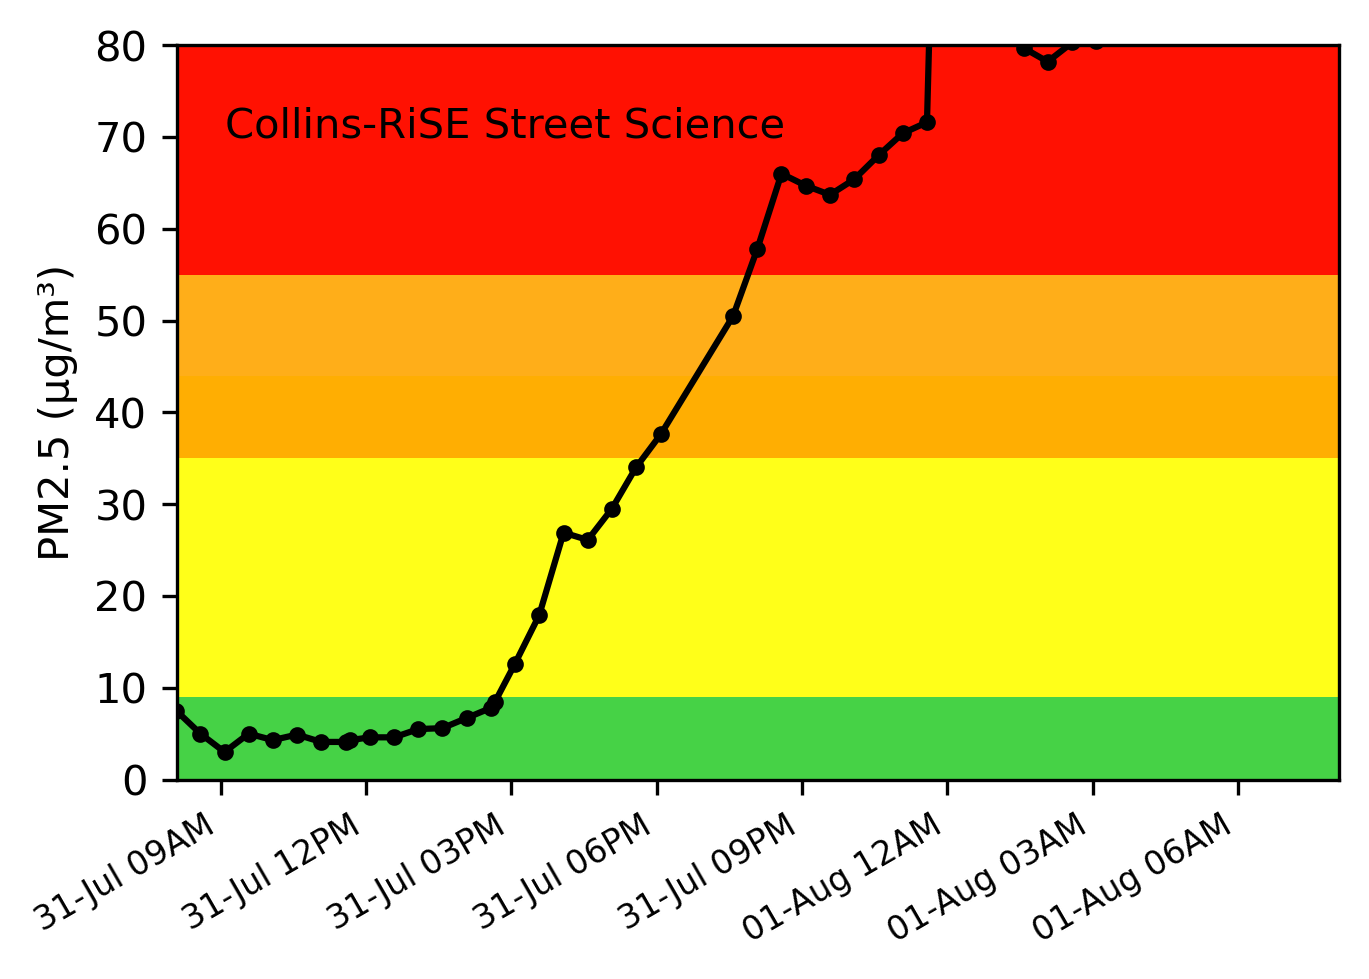 80
Collins-RiSE Street Science
70
60
50
40
30
20
10
0
PM2.5 (µg/m³)
31-Jul 09AM
31-Jul 12PM
31-Jul 03PM
31-Jul 06PM
31-Jul 09PM
01-Aug 12AM
01-Aug 03AM
01-Aug 06AM